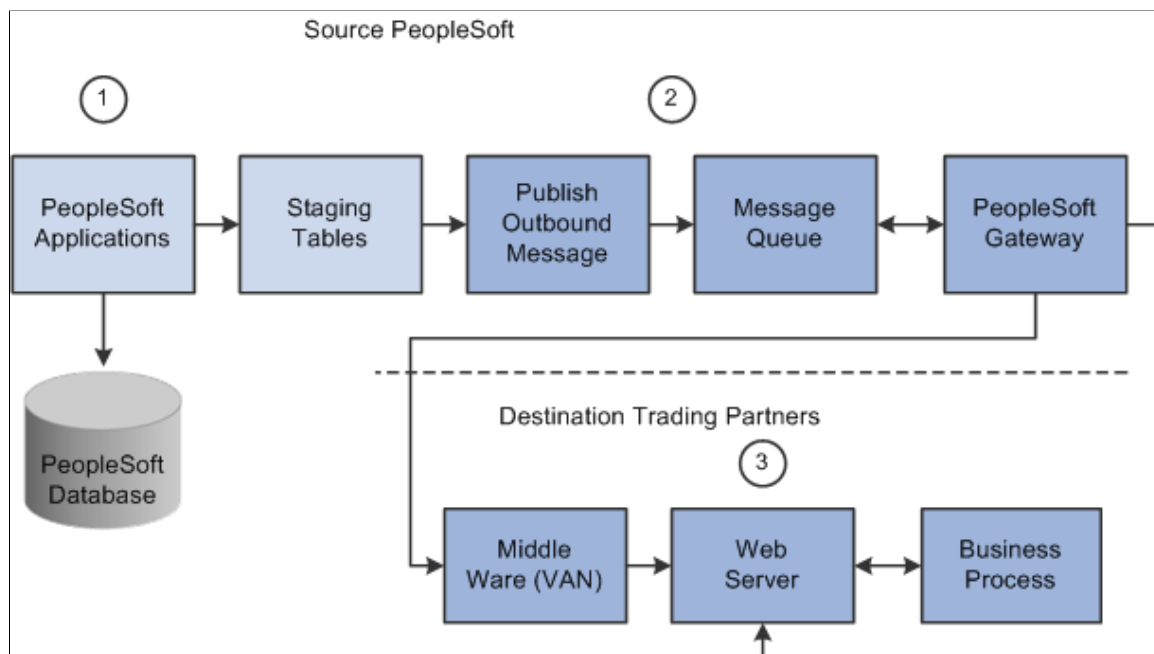 Source PeopleSoft
1
2
PeopleSoft
Applications
Staging
Tables
Publish
Outbound
Message
Message
Queue
PeopleSoft
Gateway
Destination Trading Partners
3
PeopleSoft
Database
Middle
Ware (VAN)
Web
Server
Business
Process